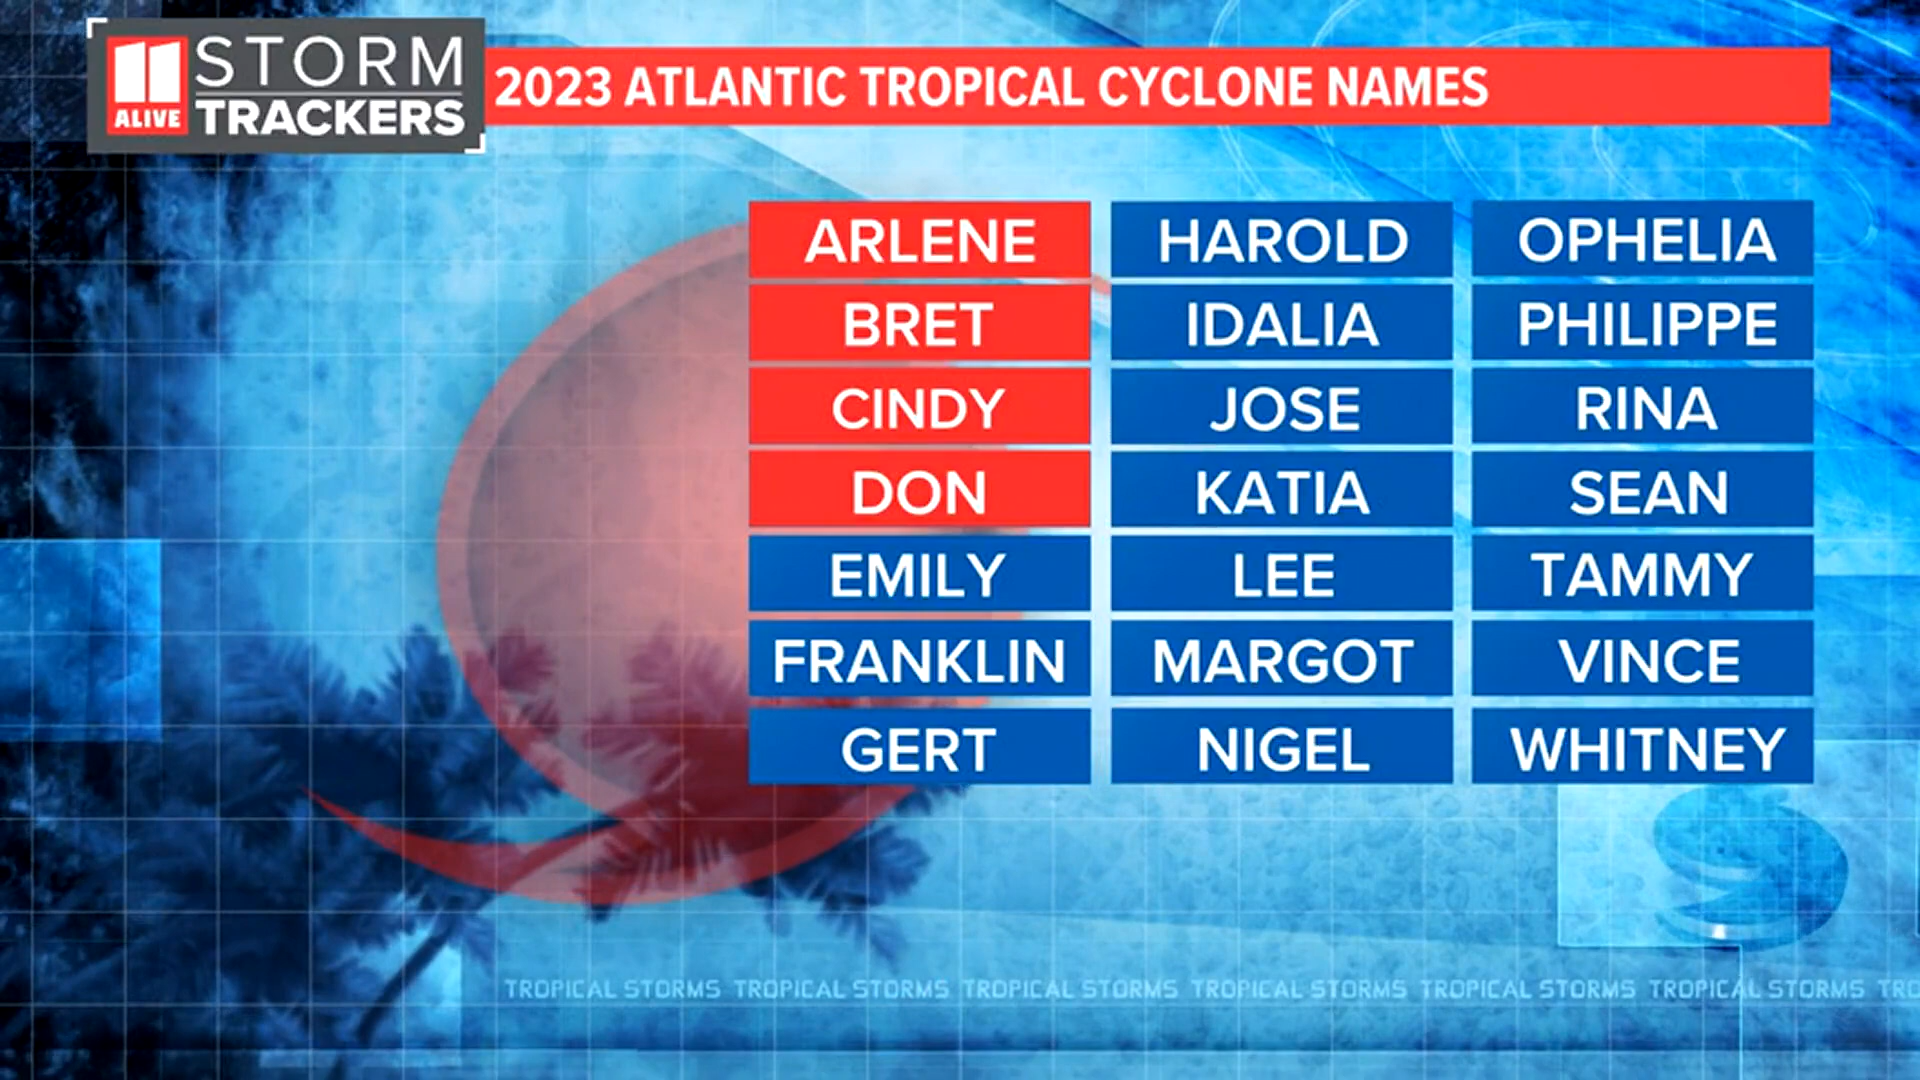 11 ALIVE
STORM
TRACKERS
2023 ATLANTIC TROPICAL CYCLONE NAMES
ARLENE
BRET
CINDY
DON
EMILY
FRANKLIN
GERT
HAROLD
IDALIA
JOSE
KATIA
LEE
MARGOT
NIGEL
OPHELIA
PHILIPPE
RINA
SEAN
TAMMY
VINCE
WHITNEY
TROPICAL STORMS TROPICAL STORMS TROPICAL STORMS TROPICAL STORMS TROPICAL STORMS TROPICAL STORMS TRO